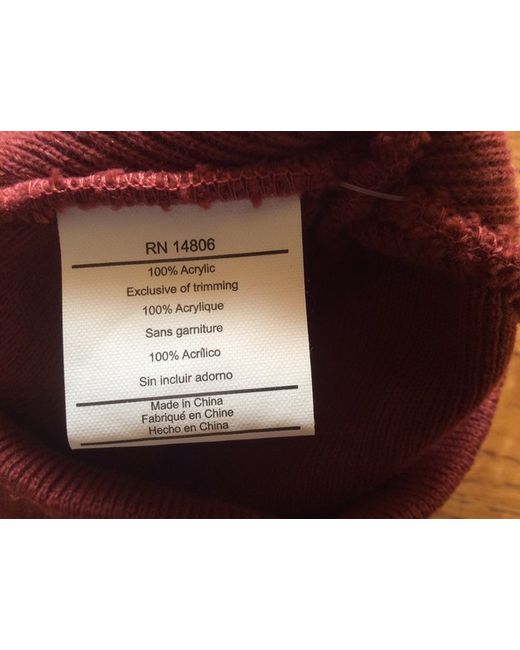 RN 14806
100% Acrylic
Exclusive of trimming
100% Acrylique
Sans garniture
100% Acrílico
Sin incluir adorno
Made in China
Fabriqué en Chine
Hecho en China